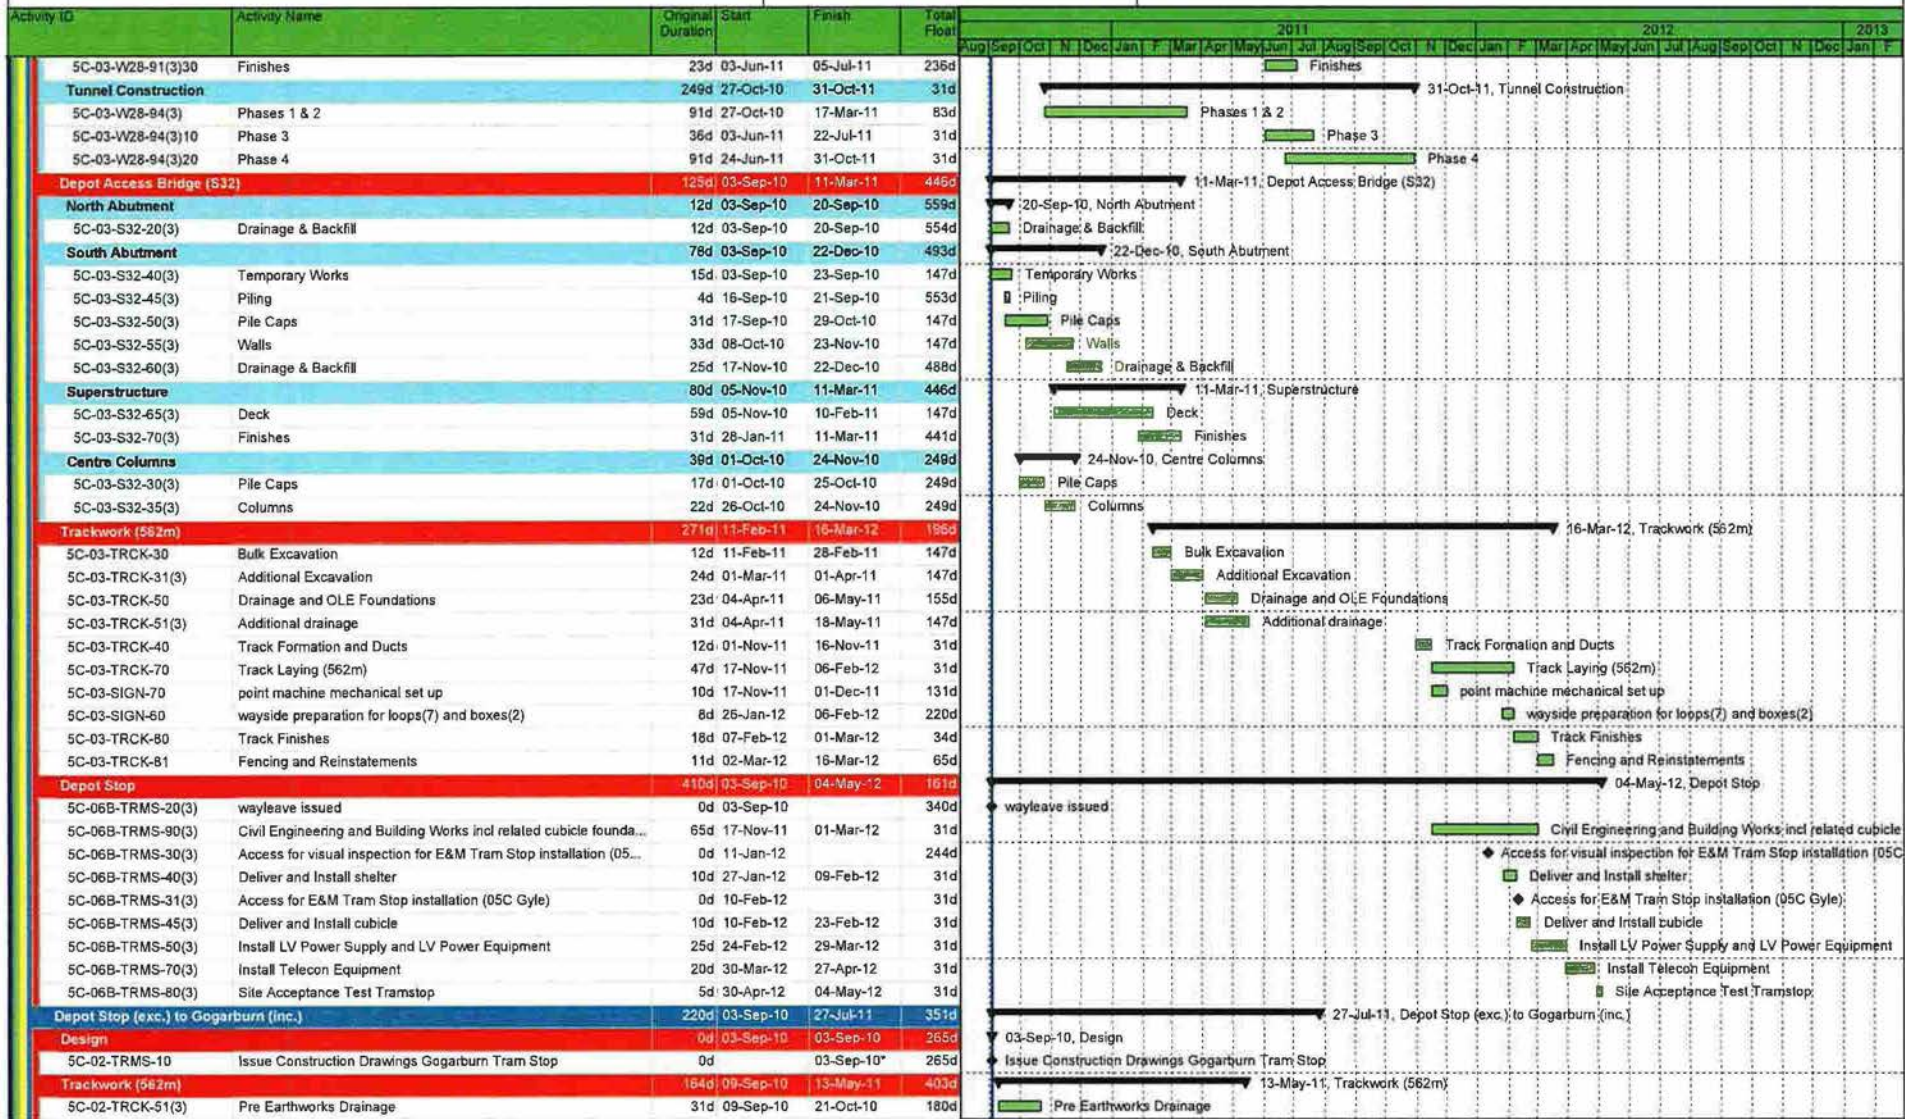 Activity ID Activity Name Original Duration Start Finish Total Float
2011 2012 2013
Aug Sep Oct N Dec Jan F Mar Apr May Jun Jul Aug Sep Oct N Dec Jan F Mar Apr May Jun Jul Aug Sep Oct N Dec Jan F
5C-03-W28-91(3)30 Finishes 23d 03-Jun-11 05-Jul-11 236d Finishes
Tunnel Construction 249d 27-Oct-10 31-Oct-11 31d 31-Oct-11, Tunnel Construction
5C-03-W28-94(3) Phases 1 & 2 91d 27-Oct-10 17-Mar-11 83d Phases 1 & 2
5C-03-W28-94(3)10 Phase 3 36d 03-Jun-11 22-Jul-11 31d Phase 3
5C-03-W28-94(3)20 Phase 4 91d 24-Jun-11 31-Oct-11 31d Phase 4
Depot Access Bridge (S32) 125d 03-Sep-10 11-Mar-11 446d 11-Mar-11, Depot Access Bridge (S32)
North Abutment 12d 03-Sep-10 20-Sep-10 559d 20-Sep-10, North Abutment
5C-03-S32-20(3) Drainage & Backfill 12d 03-Sep-10 20-Sep-10 554d Drainage & Backfill
South Abutment 78d 03-Sep-10 22-Dec-10 493d 22-Dec-10, South Abutment
5C-03-S32-40(3) Temporary Works 15d 03-Sep-10 23-Sep-10 147d Temporary Works
5C-03-S32-45(3) Piling 4d 16-Sep-10 21-Sep-10 553d Piling
5C-03-S32-50(3) Pile Caps 31d 17-Sep-10 29-Oct-10 147d Pile Caps
5C-03-S32-55(3) Walls 33d 08-Oct-10 23-Nov-10 147d Walls
5C-03-S32-60(3) Drainage & Backfill 25d 17-Nov-10 22-Dec-10 488d Drainage & Backfill
Superstructure 80d 05-Nov-10 11-Mar-11 446d 11-Mar-11, Superstructure
5C-03-S32-65(3) Deck 59d 05-Nov-10 10-Feb-11 147d Deck
5C-03-S32-70(3) Finishes 31d 28-Jan-11 11-Mar-11 441d Finishes
Centre Columns 39d 01-Oct-10 24-Nov-10 249d 24-Nov-10, Centre Columns
5C-03-S32-30(3) Pile Caps 17d 01-Oct-10 25-Oct-10 249d Pile Caps
5C-03-S32-35(3) Columns 22d 26-Oct-10 24-Nov-10 249d Columns
Trackwork (562m) 271d 11-Feb-11 16-Mar-12 196d 16-Mar-12, Trackwork (562m)
5C-03-TRCK-30 Bulk Excavation 12d 11-Feb-11 28-Feb-11 147d Bulk Excavation
5C-03-TRCK-31(3) Additional Excavation 24d 01-Mar-11 01-Apr-11 147d Additional Excavation
5C-03-TRCK-50 Drainage and OLE Foundations 23d 04-Apr-11 06-May-11 155d Drainage and OLE Foundations
5C-03-TRCK-51(3) Additional drainage 31d 04-Apr-11 18-May-11 147d Additional drainage
5C-03-TRCK-40 Track Formation and Ducts 12d 01-Nov-11 16-Nov-11 31d Track Formation and Ducts
5C-03-TRCK-70 Track Laying (562m) 47d 17-Nov-11 06-Feb-12 31d Track Laying (562m)
5C-03-SIGN-70 point machine mechanical set up 10d 17-Nov-11 01-Dec-11 131d point machine mechanical set up
5C-03-SIGN-60 wayside preparation for loops(7) and boxes(2) 8d 26-Jan-12 06-Feb-12 220d wayside preparation for loops(7) and boxes(2)
5C-03-TRCK-80 Track Finishes 18d 07-Feb-12 01-Mar-12 34d Track Finishes
5C-03-TRCK-81 Fencing and Reinstatements 11d 02-Mar-12 16-Mar-12 65d Fencing and Reinstatements
Depot Stop 410d 03-Sep-10 04-May-12 161d 04-May-12, Depot Stop
5C-06B-TRMS-20(3) wayleave issued 0d 03-Sep-10 340d wayleave issued
5C-06B-TRMS-90(3) Civil Engineering and Building Works incl related cubicle founda... 65d 17-Nov-11 01-Mar-12 31d Civil Engineering and Building Works incl related cubicle
5C-06B-TRMS-30(3) Access for visual inspection for E&M Tram Stop installation (05... 0d 11-Jan-12 244d Access for visual inspection for E&M Tram Stop installation (05C
5C-06B-TRMS-40(3) Deliver and Install shelter 10d 27-Jan-12 09-Feb-12 31d Deliver and Install shelter
5C-06B-TRMS-31(3) Access for E&M Tram Stop installation (05C Gyle) 0d 10-Feb-12 31d Access for E&M Tram Stop installation (05C Gyle)
5C-06B-TRMS-45(3) Deliver and Install cubicle 10d 10-Feb-12 23-Feb-12 31d Deliver and Install cubicle
5C-06B-TRMS-50(3) Install LV Power Supply and LV Power Equipment 25d 24-Feb-12 29-Mar-12 31d Install LV Power Supply and LV Power Equipment
5C-06B-TRMS-70(3) Install Telecon Equipment 20d 30-Mar-12 27-Apr-12 31d Install Telecon Equipment
5C-06B-TRMS-80(3) Site Acceptance Test Tramstop 5d 30-Apr-12 04-May-12 31d Site Acceptance Test Tramstop
Depot Stop (exc.) to Gogarburn (inc.) 220d 03-Sep-10 27-Jul-11 351d 27-Jul-11, Depot Stop (exc.) to Gogarburn (inc.)
Design 0d 03-Sep-10 03-Sep-10 265d 03-Sep-10, Design
5C-02-TRMS-10 Issue Construction Drawings Gogarburn Tram Stop 0d 03-Sep-10* 265d Issue Construction Drawings Gogarburn Tram Stop
Trackwork (562m) 164d 09-Sep-10 13-May-11 403d 13-May-11, Trackwork (562m)
5C-02-TRCK-51(3) Pre Earthworks Drainage 31d 09-Sep-10 21-Oct-10 180d Pre Earthworks Drainage